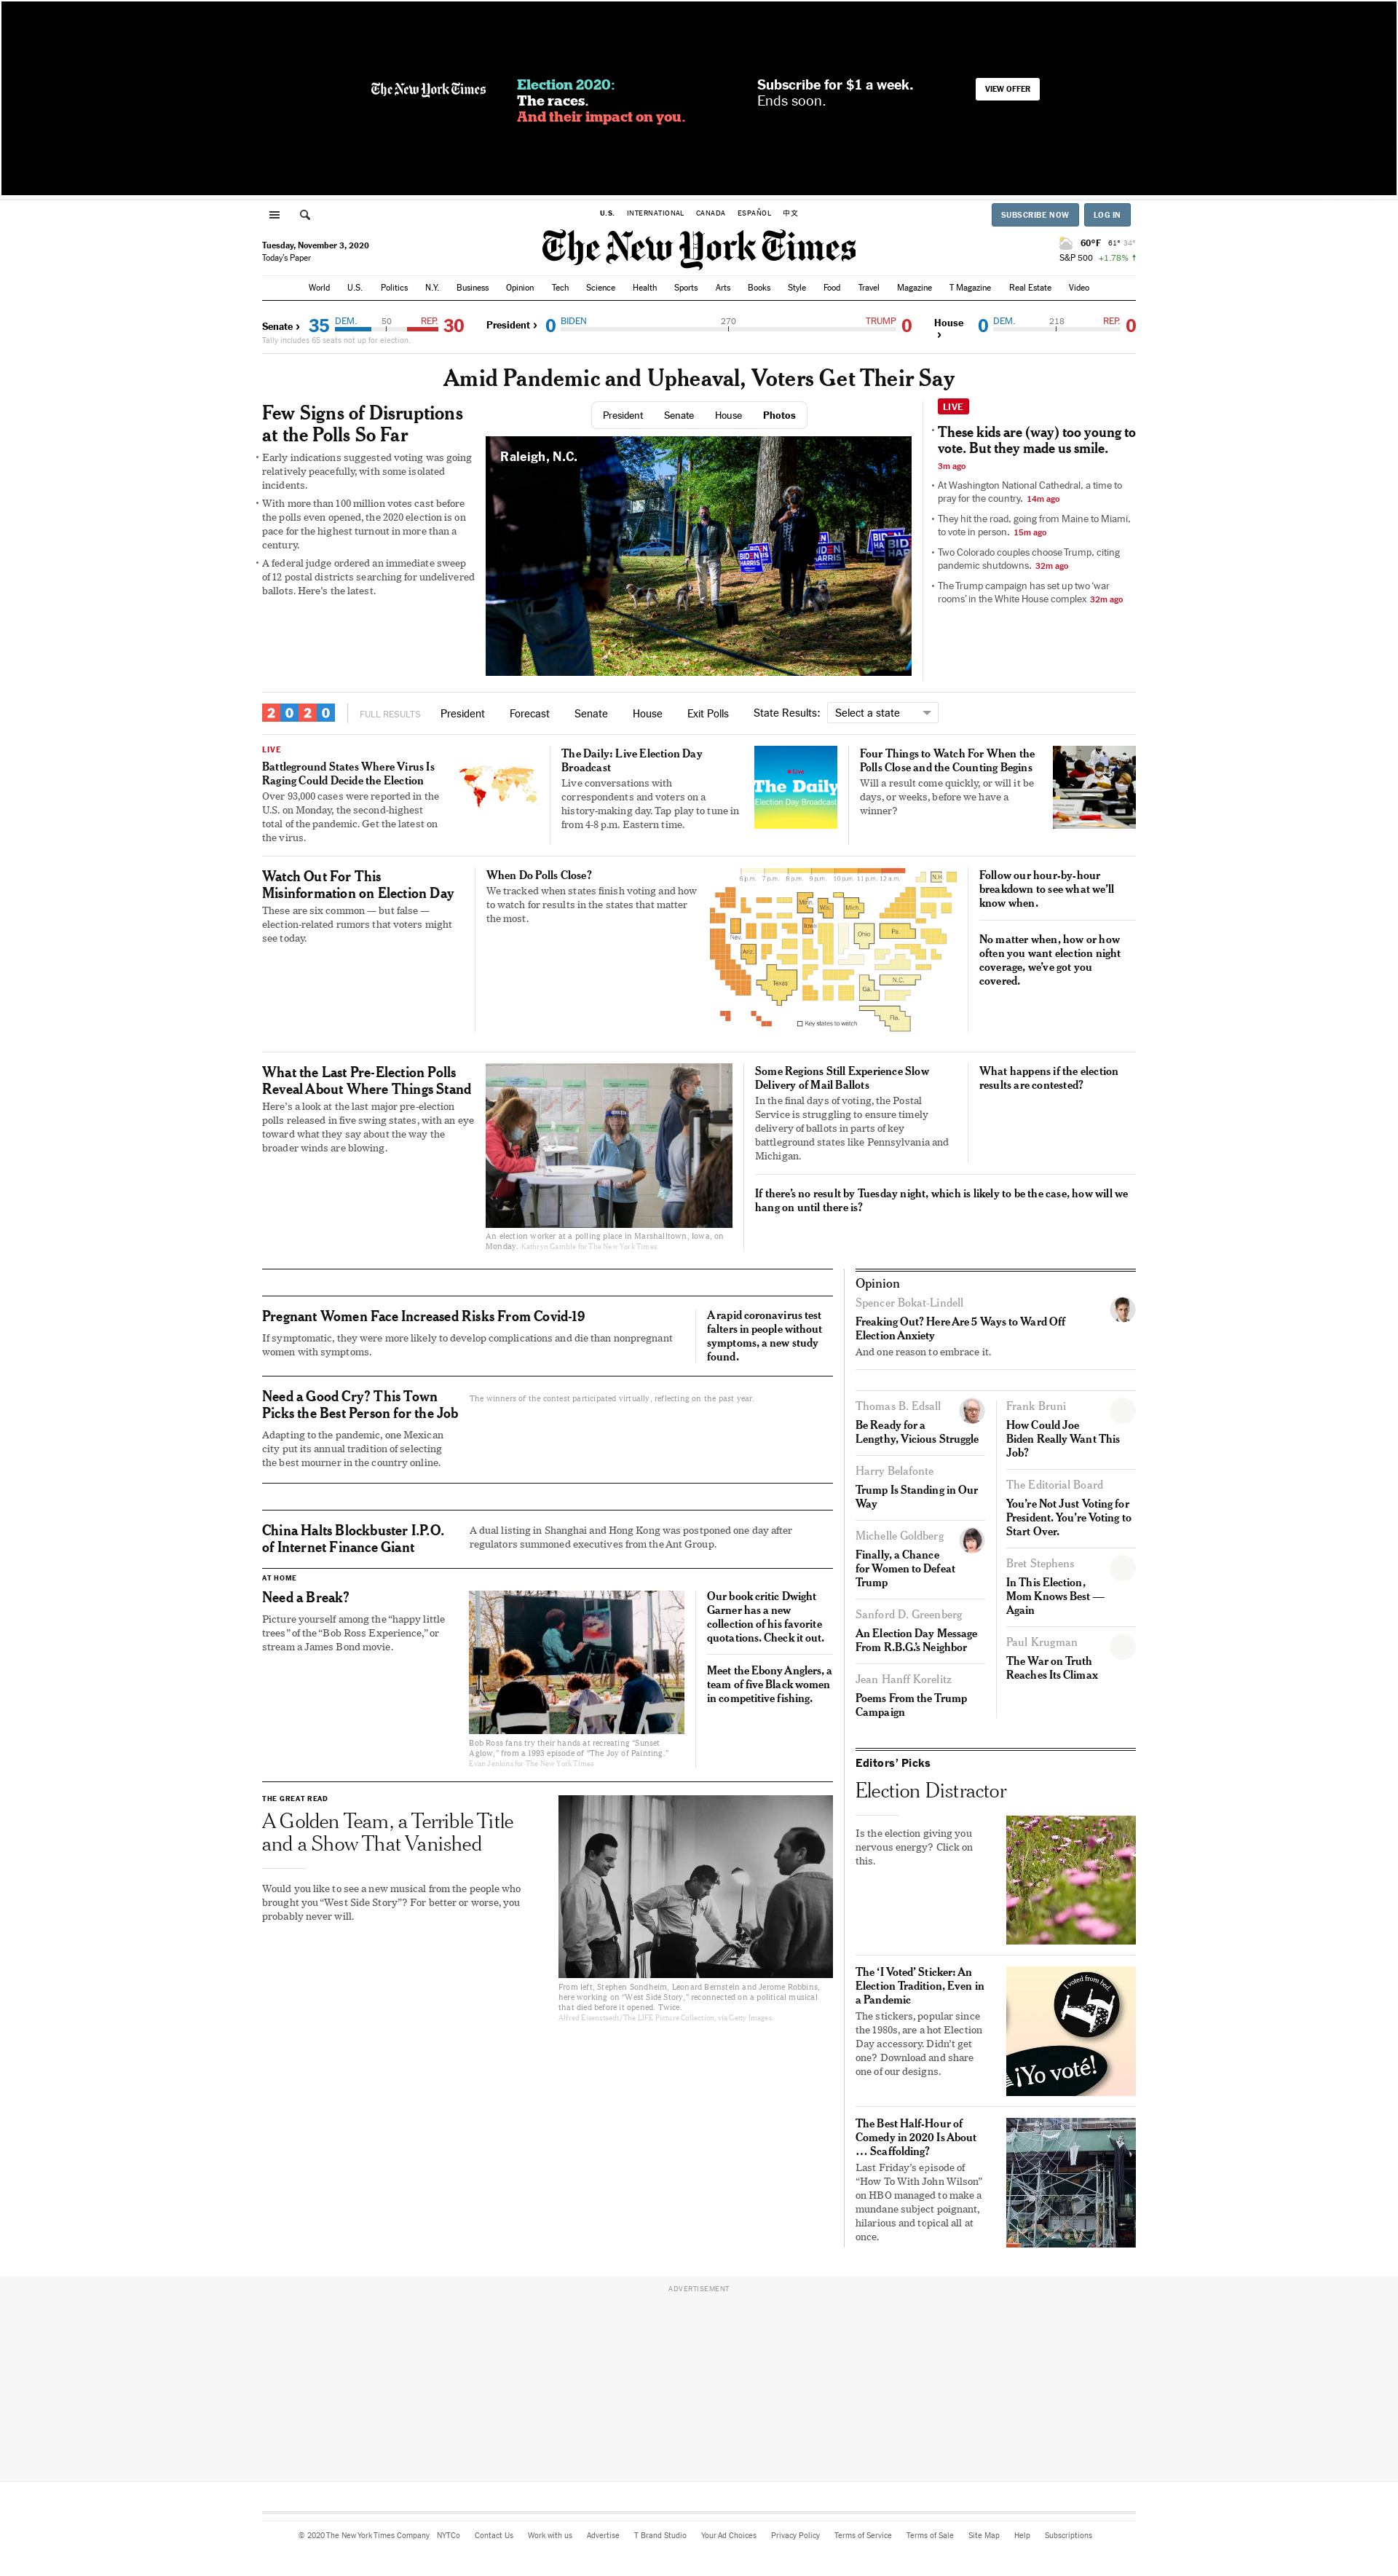 The New York Times
Election 2020:
The races.
And their impact on you.
Subscribe for $1 a week.
Ends soon.
VIEW OFFER
U.S. INTERNATIONAL CANADA ESPAÑOL 中文
SUBSCRIBE NOW LOG IN
Tuesday, November 3, 2020
Today's Paper
The New York Times
60°F 61° 34°
S&P 500 +1.78%
World U.S. Politics N.Y. Business Opinion Tech Science Health Sports Arts Books Style Food Travel Magazine T Magazine Real Estate Video
Senate › 35 DEM. 50 REP. 30
Tally includes 65 seats not up for election.
President › 0 BIDEN 270 TRUMP 0
House › 0 DEM. 218 REP. 0
Amid Pandemic and Upheaval, Voters Get Their Say
Few Signs of Disruptions
at the Polls So Far
• Early indications suggested voting was going
relatively peacefully, with some isolated
incidents.
• With more than 100 million votes cast before
the polls even opened, the 2020 election is on
pace for the highest turnout in more than a
century.
• A federal judge ordered an immediate sweep
of 12 postal districts searching for undelivered
ballots. Here's the latest.
President Senate House Photos
Raleigh, N.C.
BIDEN HARRIS
LIVE
• These kids are (way) too young to
vote. But they made us smile.
3m ago
• At Washington National Cathedral, a time to
pray for the country. 14m ago
• They hit the road, going from Maine to Miami,
to vote in person. 15m ago
• Two Colorado couples choose Trump, citing
pandemic shutdowns. 32m ago
• The Trump campaign has set up two 'war
rooms' in the White House complex 32m ago
2020 FULL RESULTS President Forecast Senate House Exit Polls State Results: Select a state
LIVE
Battleground States Where Virus Is
Raging Could Decide the Election
Over 93,000 cases were reported in the
U.S. on Monday, the second-highest
total of the pandemic. Get the latest on
the virus.
The Daily: Live Election Day
Broadcast
Live conversations with
correspondents and voters on a
history-making day. Tap play to tune in
from 4-8 p.m. Eastern time.
Live
The Daily
Election Day Broadcast
Four Things to Watch For When the
Polls Close and the Counting Begins
Will a result come quickly, or will it be
days, or weeks, before we have a
winner?
Watch Out For This
Misinformation on Election Day
These are six common — but false —
election-related rumors that voters might
see today.
When Do Polls Close?
We tracked when states finish voting and how
to watch for results in the states that matter
the most.
6 p.m. 7 p.m. 8 p.m. 9 p.m. 10 p.m. 11 p.m. 12 a.m.
N.H.
Minn. Wis. Mich.
Nev. Iowa Ohio Pa.
Ariz.
Texas Ga. N.C.
Fla.
Key states to watch
Follow our hour-by-hour
breakdown to see what we'll
know when.
No matter when, how or how
often you want election night
coverage, we've got you
covered.
What the Last Pre-Election Polls
Reveal About Where Things Stand
Here's a look at the last major pre-election
polls released in five swing states, with an eye
toward what they say about the way the
broader winds are blowing.
An election worker at a polling place in Marshalltown, Iowa, on
Monday. Kathryn Gamble for The New York Times
Some Regions Still Experience Slow
Delivery of Mail Ballots
In the final days of voting, the Postal
Service is struggling to ensure timely
delivery of ballots in parts of key
battleground states like Pennsylvania and
Michigan.
What happens if the election
results are contested?
If there's no result by Tuesday night, which is likely to be the case, how will we
hang on until there is?
Pregnant Women Face Increased Risks From Covid-19
If symptomatic, they were more likely to develop complications and die than nonpregnant
women with symptoms.
A rapid coronavirus test
falters in people without
symptoms, a new study
found.
Need a Good Cry? This Town
Picks the Best Person for the Job
Adapting to the pandemic, one Mexican
city put its annual tradition of selecting
the best mourner in the country online.
The winners of the contest participated virtually, reflecting on the past year.
China Halts Blockbuster I.P.O.
of Internet Finance Giant
A dual listing in Shanghai and Hong Kong was postponed one day after
regulators summoned executives from the Ant Group.
AT HOME
Need a Break?
Picture yourself among the “happy little
trees” of the “Bob Ross Experience,” or
stream a James Bond movie.
Bob Ross fans try their hands at recreating “Sunset
Aglow,” from a 1993 episode of “The Joy of Painting.”
Evan Jenkins for The New York Times
Our book critic Dwight
Garner has a new
collection of his favorite
quotations. Check it out.
Meet the Ebony Anglers, a
team of five Black women
in competitive fishing.
THE GREAT READ
A Golden Team, a Terrible Title
and a Show That Vanished
Would you like to see a new musical from the people who
brought you “West Side Story”? For better or worse, you
probably never will.
From left, Stephen Sondheim, Leonard Bernstein and Jerome Robbins,
here working on “West Side Story,” reconnected on a political musical
that died before it opened. Twice.
Alfred Eisenstaedt/The LIFE Picture Collection, via Getty Images
Opinion
Spencer Bokat-Lindell
Freaking Out? Here Are 5 Ways to Ward Off
Election Anxiety
And one reason to embrace it.
Thomas B. Edsall
Be Ready for a
Lengthy, Vicious Struggle
Harry Belafonte
Trump Is Standing in Our
Way
Michelle Goldberg
Finally, a Chance
for Women to Defeat
Trump
Sanford D. Greenberg
An Election Day Message
From R.B.G.'s Neighbor
Jean Hanff Korelitz
Poems From the Trump
Campaign
Frank Bruni
How Could Joe
Biden Really Want This
Job?
The Editorial Board
You're Not Just Voting for
President. You're Voting to
Start Over.
Bret Stephens
In This Election,
Mom Knows Best —
Again
Paul Krugman
The War on Truth
Reaches Its Climax
Editors' Picks
Election Distractor
Is the election giving you
nervous energy? Click on
this.
The 'I Voted' Sticker: An
Election Tradition, Even in
a Pandemic
The stickers, popular since
the 1980s, are a hot Election
Day accessory. Didn't get
one? Download and share
one of our designs.
I voted from bed.
¡Yo voté!
The Best Half-Hour of
Comedy in 2020 Is About
… Scaffolding?
Last Friday's episode of
“How To With John Wilson”
on HBO managed to make a
mundane subject poignant,
hilarious and topical all at
once.
ADVERTISEMENT
© 2020 The New York Times Company NYTCo Contact Us Work with us Advertise T Brand Studio Your Ad Choices Privacy Policy Terms of Service Terms of Sale Site Map Help Subscriptions